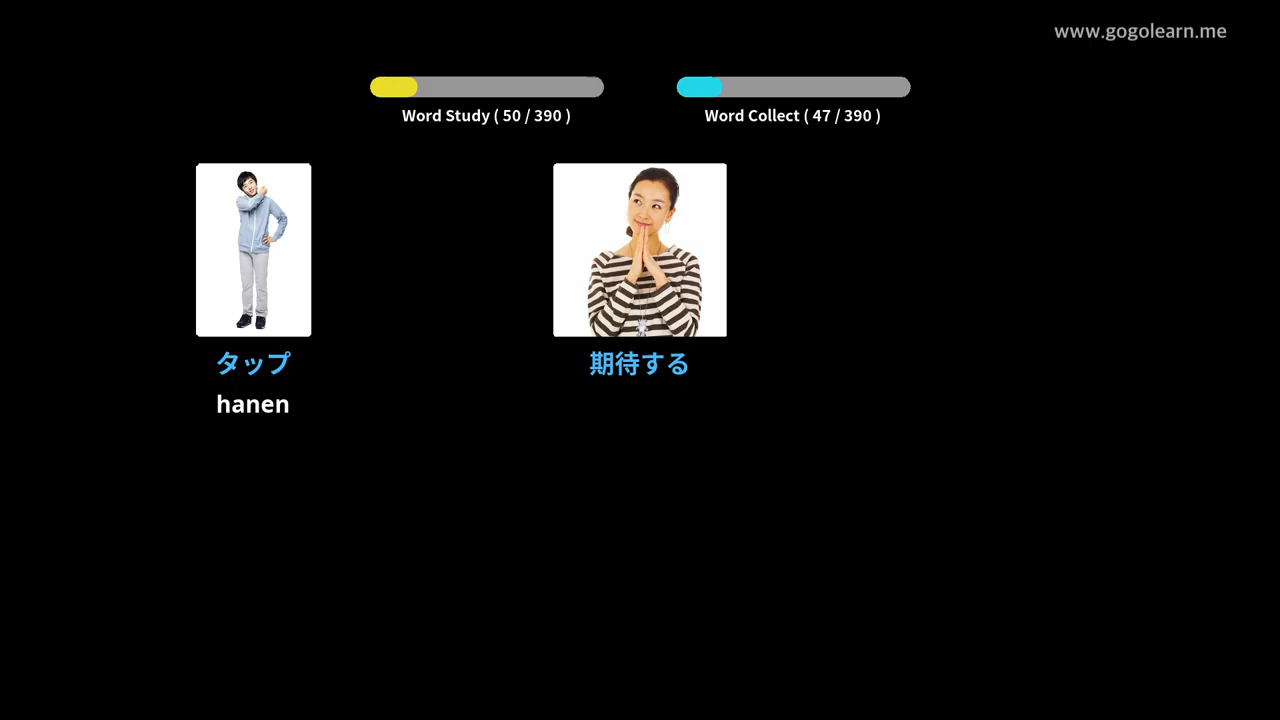 www.gogolearn.me
Word Study ( 50 / 390 )
Word Collect ( 47 / 390 )
タップ
期待する
hanen